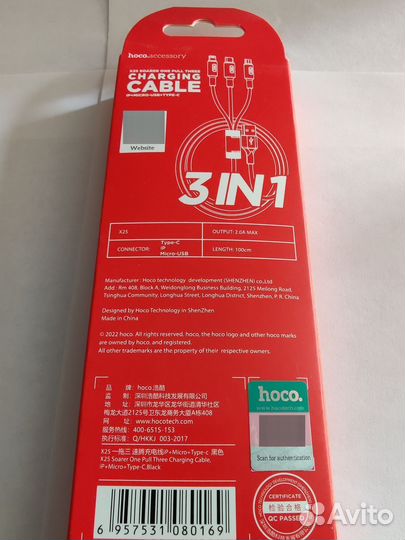 hoco.accessory
X25 SOARER ONE PULL THREE
CHARGING
CABLE
iP+MICRO-USB+TYPE-C
Website
3 IN 1
X25
OUTPUT: 2.0A MAX
CONNECTOR:
Type-C
iP
Micro-USB
LENGTH: 100cm
Manufacturer : Hoco technology development (SHENZHEN) co.,Ltd
Add : Rm 408, Block A, Weidonglong Business Building, No. 2125 Meilong Road,
Tsinghua Community, Longhua Street, Longhua District, Shenzhen, P. R. China
Designed by Hoco Technology in ShenZhen
Made in China
© 2022 hoco. All rights reserved. hoco, the hoco logo and other hoco marks
are owned by hoco, and registered.
All other trademark are the property of their respective owners.
品 牌：hoco.浩酷
监 制：深圳浩酷科技发展有限公司
地 址：深圳市龙华区龙华街道清华社区
梅龙大道2125号卫东龙商务大厦A栋408
网 址：www.hocotech.com
服务热线：400-6515-153
执行标准：Q/HKKJ 003-2017
X25 一拖三 速腾充电线iP+Micro+Type-c 黑色
X25 Soarer One Pull Three Charging Cable,
iP+Micro+Type-C,Black
hoco.
Scan for authentication
6 957531 080169
CERTIFICATE
检验合格
QC PASSED
Avito